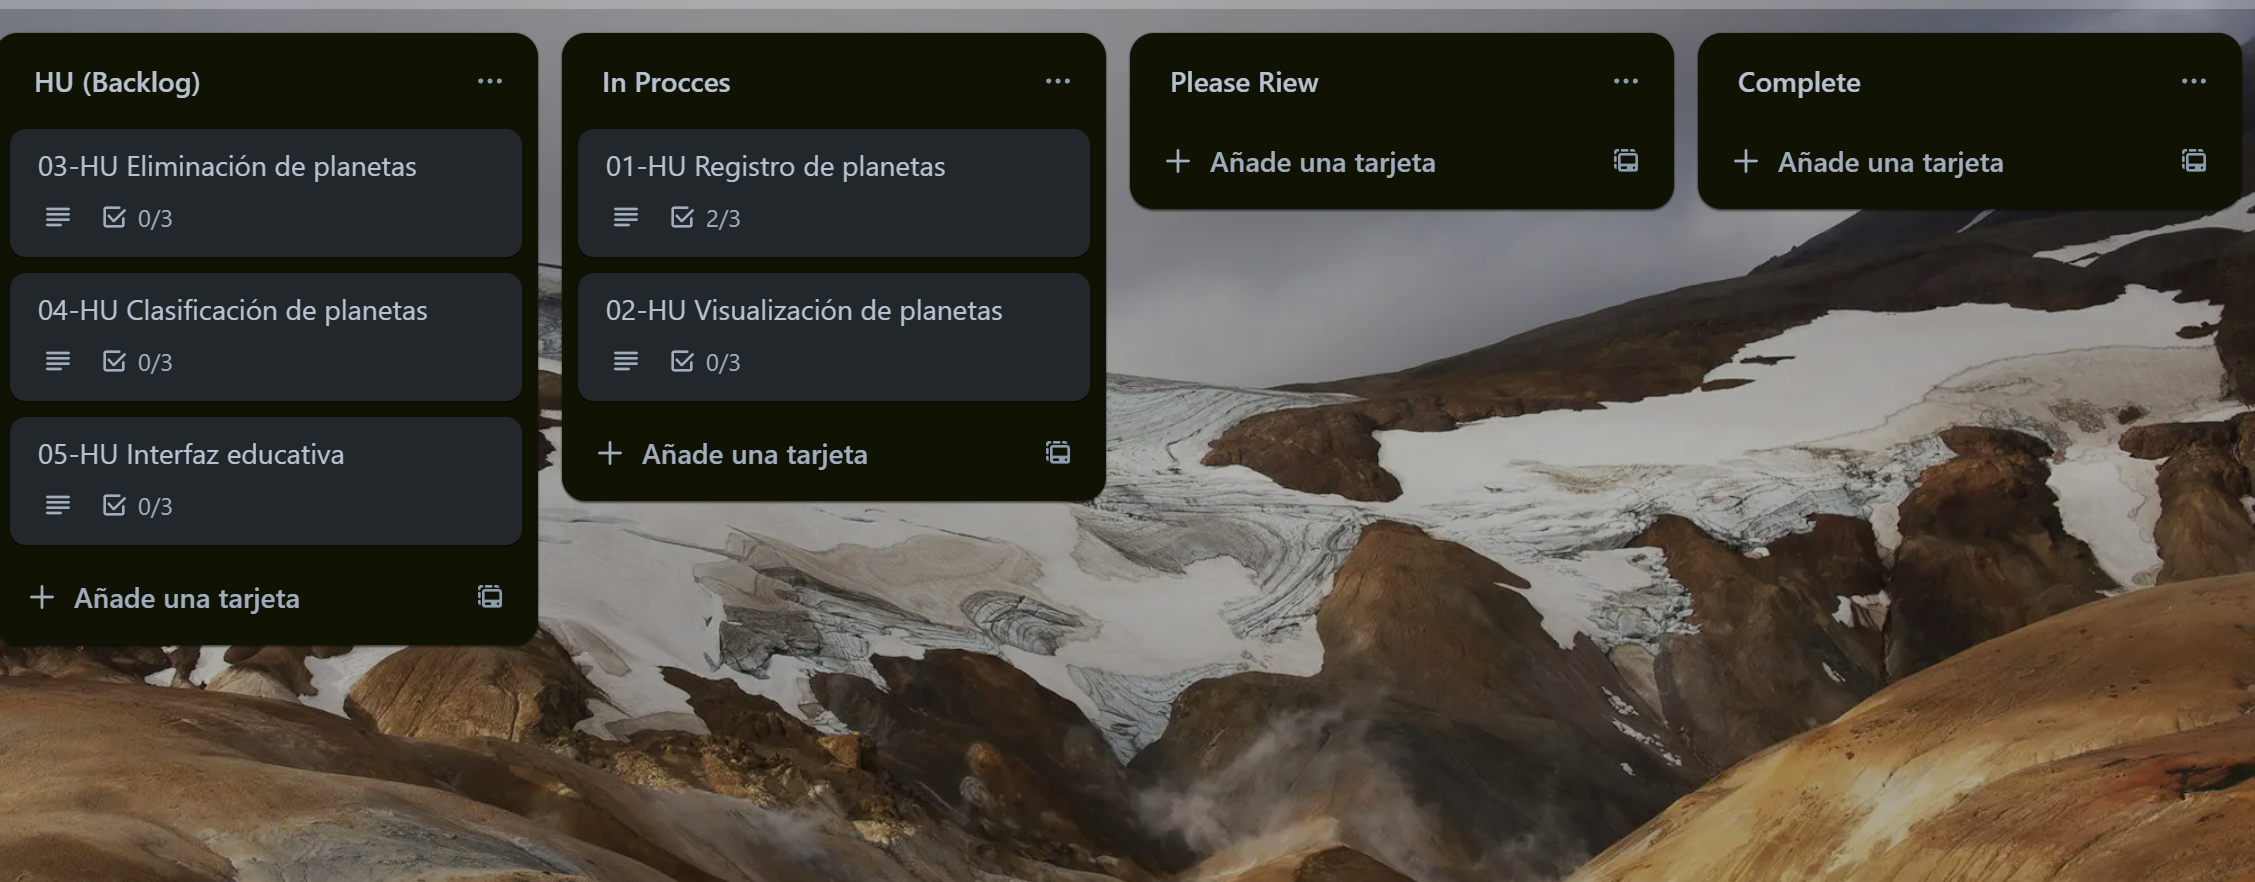 HU (Backlog)
03-HU Eliminación de planetas
0/3
04-HU Clasificación de planetas
0/3
05-HU Interfaz educativa
0/3
Añade una tarjeta
In Procces
01-HU Registro de planetas
2/3
02-HU Visualización de planetas
0/3
Añade una tarjeta
Please Riew
Añade una tarjeta
Complete
Añade una tarjeta